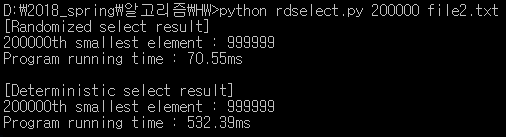 D:₩2018_spring₩알고리즘₩HW>python rdselect.py 200000 file2.txt
[Randomized select result]
200000th smallest element : 999999
Program running time : 70.55ms
[Deterministic select result]
200000th smallest element : 999999
Program running time : 532.39ms